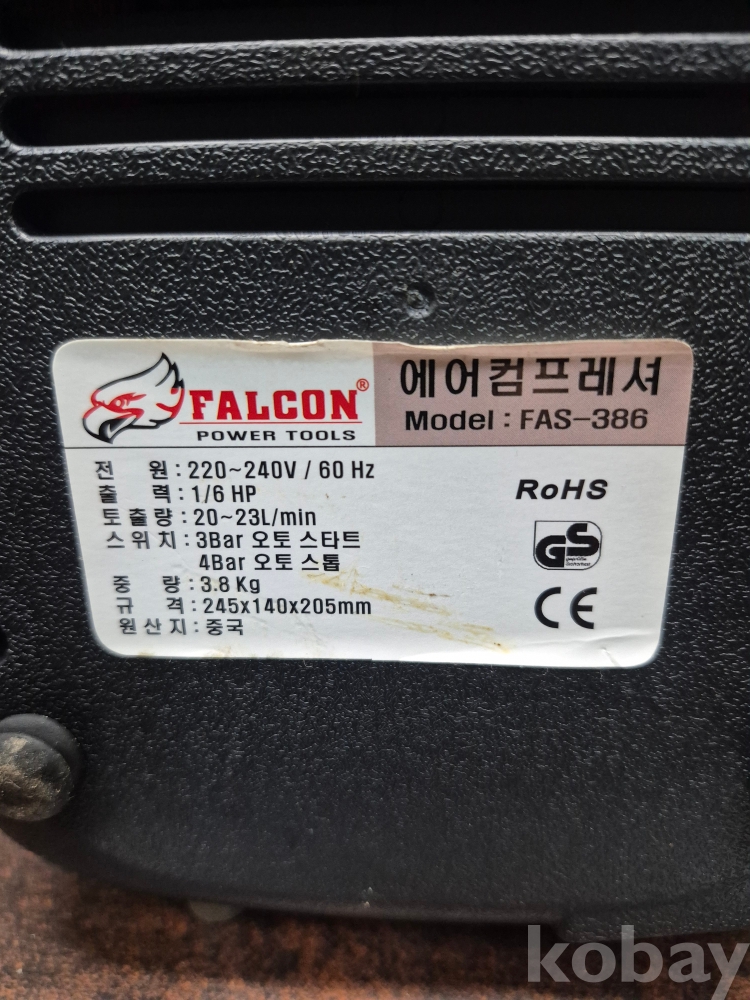 FALCON®
POWER TOOLS
에어컴프레셔
Model : FAS-386
전 원 : 220~240V / 60 Hz
출 력 : 1/6 HP
토출량 : 20~23L/min
스위치 : 3Bar 오토 스타트
4Bar 오토 스톱
중 량 : 3.8 Kg
규 격 : 245x140x205mm
원산지 : 중국
RoHS
GS
CE
kobay